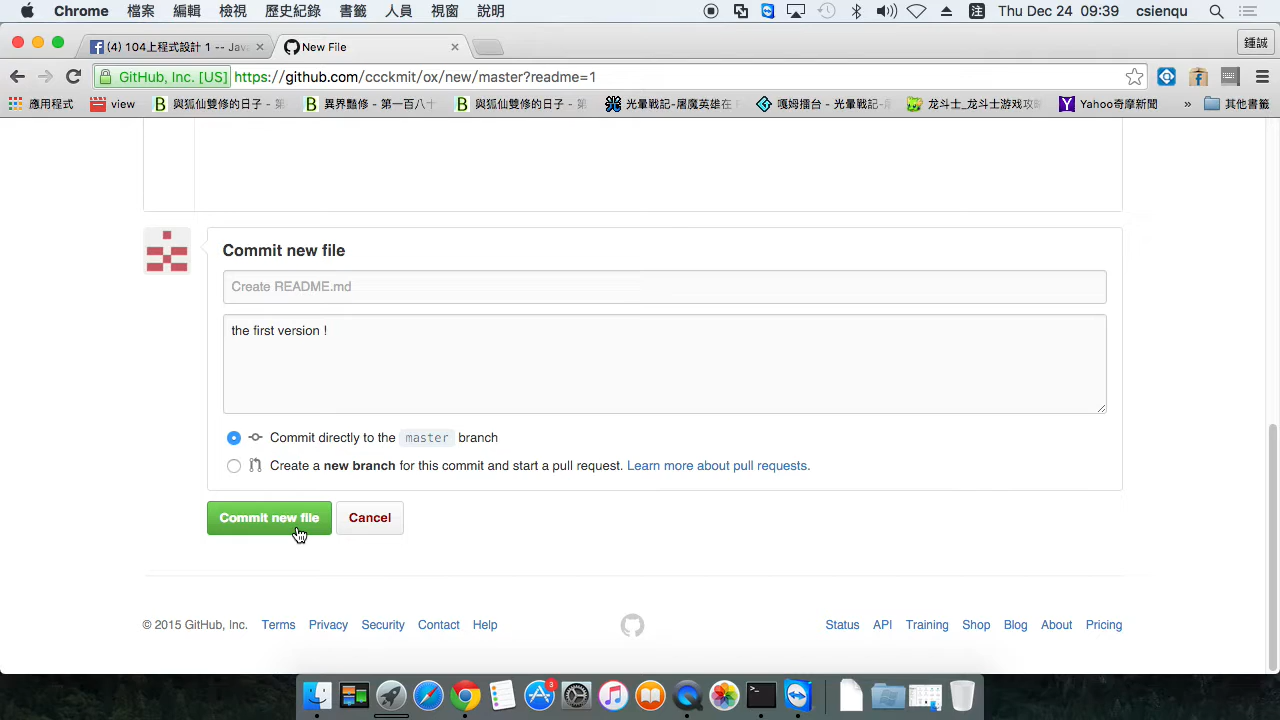 Chrome 檔案 編輯 檢視 歷史紀錄 書籤 人員 視窗 說明 注 Thu Dec 24 09:39 csienqu
(4) 104上程式設計 1 -- Java
New File
鍾誠
GitHub, Inc. [US] https://github.com/ccckmit/ox/new/master?readme=1
應用程式 view 與狐仙雙修的日子 - 第 異界豔修 - 第一百八十 與狐仙雙修的日子 - 第 光暈戰記-屠魔英雄在 嘎姆擂台 - 光暈戰記- 龙斗士_龙斗士游戏攻略 Yahoo奇摩新聞 » 其他書籤
Commit new file
Create README.md
the first version !
Commit directly to the master branch
Create a new branch for this commit and start a pull request. Learn more about pull requests.
Commit new file Cancel
© 2015 GitHub, Inc. Terms Privacy Security Contact Help Status API Training Shop Blog About Pricing
3